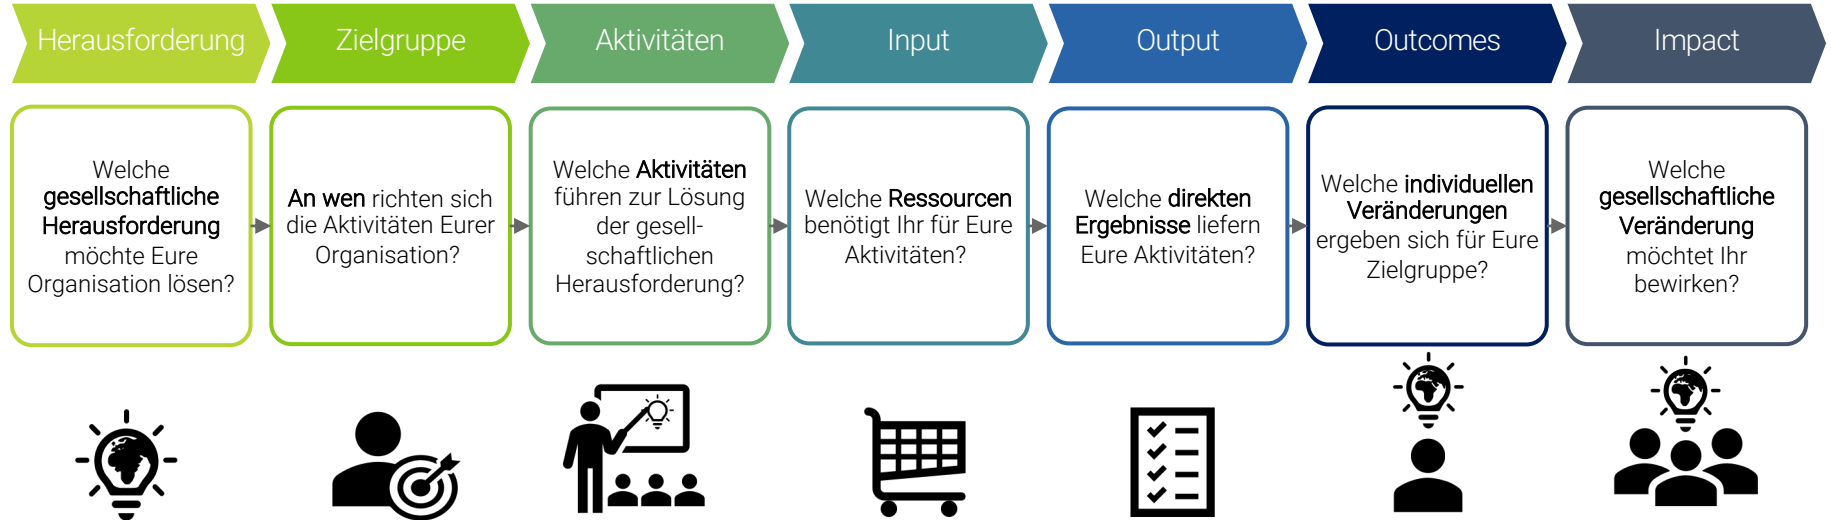 Herausforderung
Zielgruppe
Aktivitäten
Input
Output
Outcomes
Impact
Welche
gesellschaftliche
Herausforderung
möchte Eure
Organisation lösen?
An wen richten sich
die Aktivitäten Eurer
Organisation?
Welche Aktivitäten
führen zur Lösung
der gesell-
schaftlichen
Herausforderung?
Welche Ressourcen
benötigt Ihr für Eure
Aktivitäten?
Welche direkten
Ergebnisse liefern
Eure Aktivitäten?
Welche individuellen
Veränderungen
ergeben sich für Eure
Zielgruppe?
Welche
gesellschaftliche
Veränderung
möchtet Ihr
bewirken?